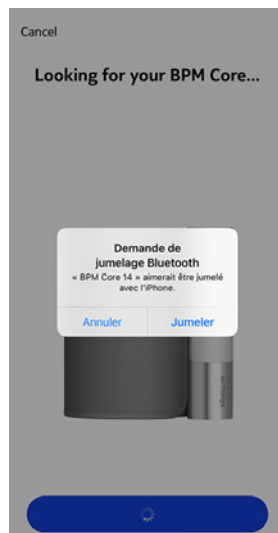 Cancel
Looking for your BPM Core...
Demande de
jumelage Bluetooth
« BPM Core 14 » aimerait être jumelé
avec l'iPhone.
Annuler
Jumeler